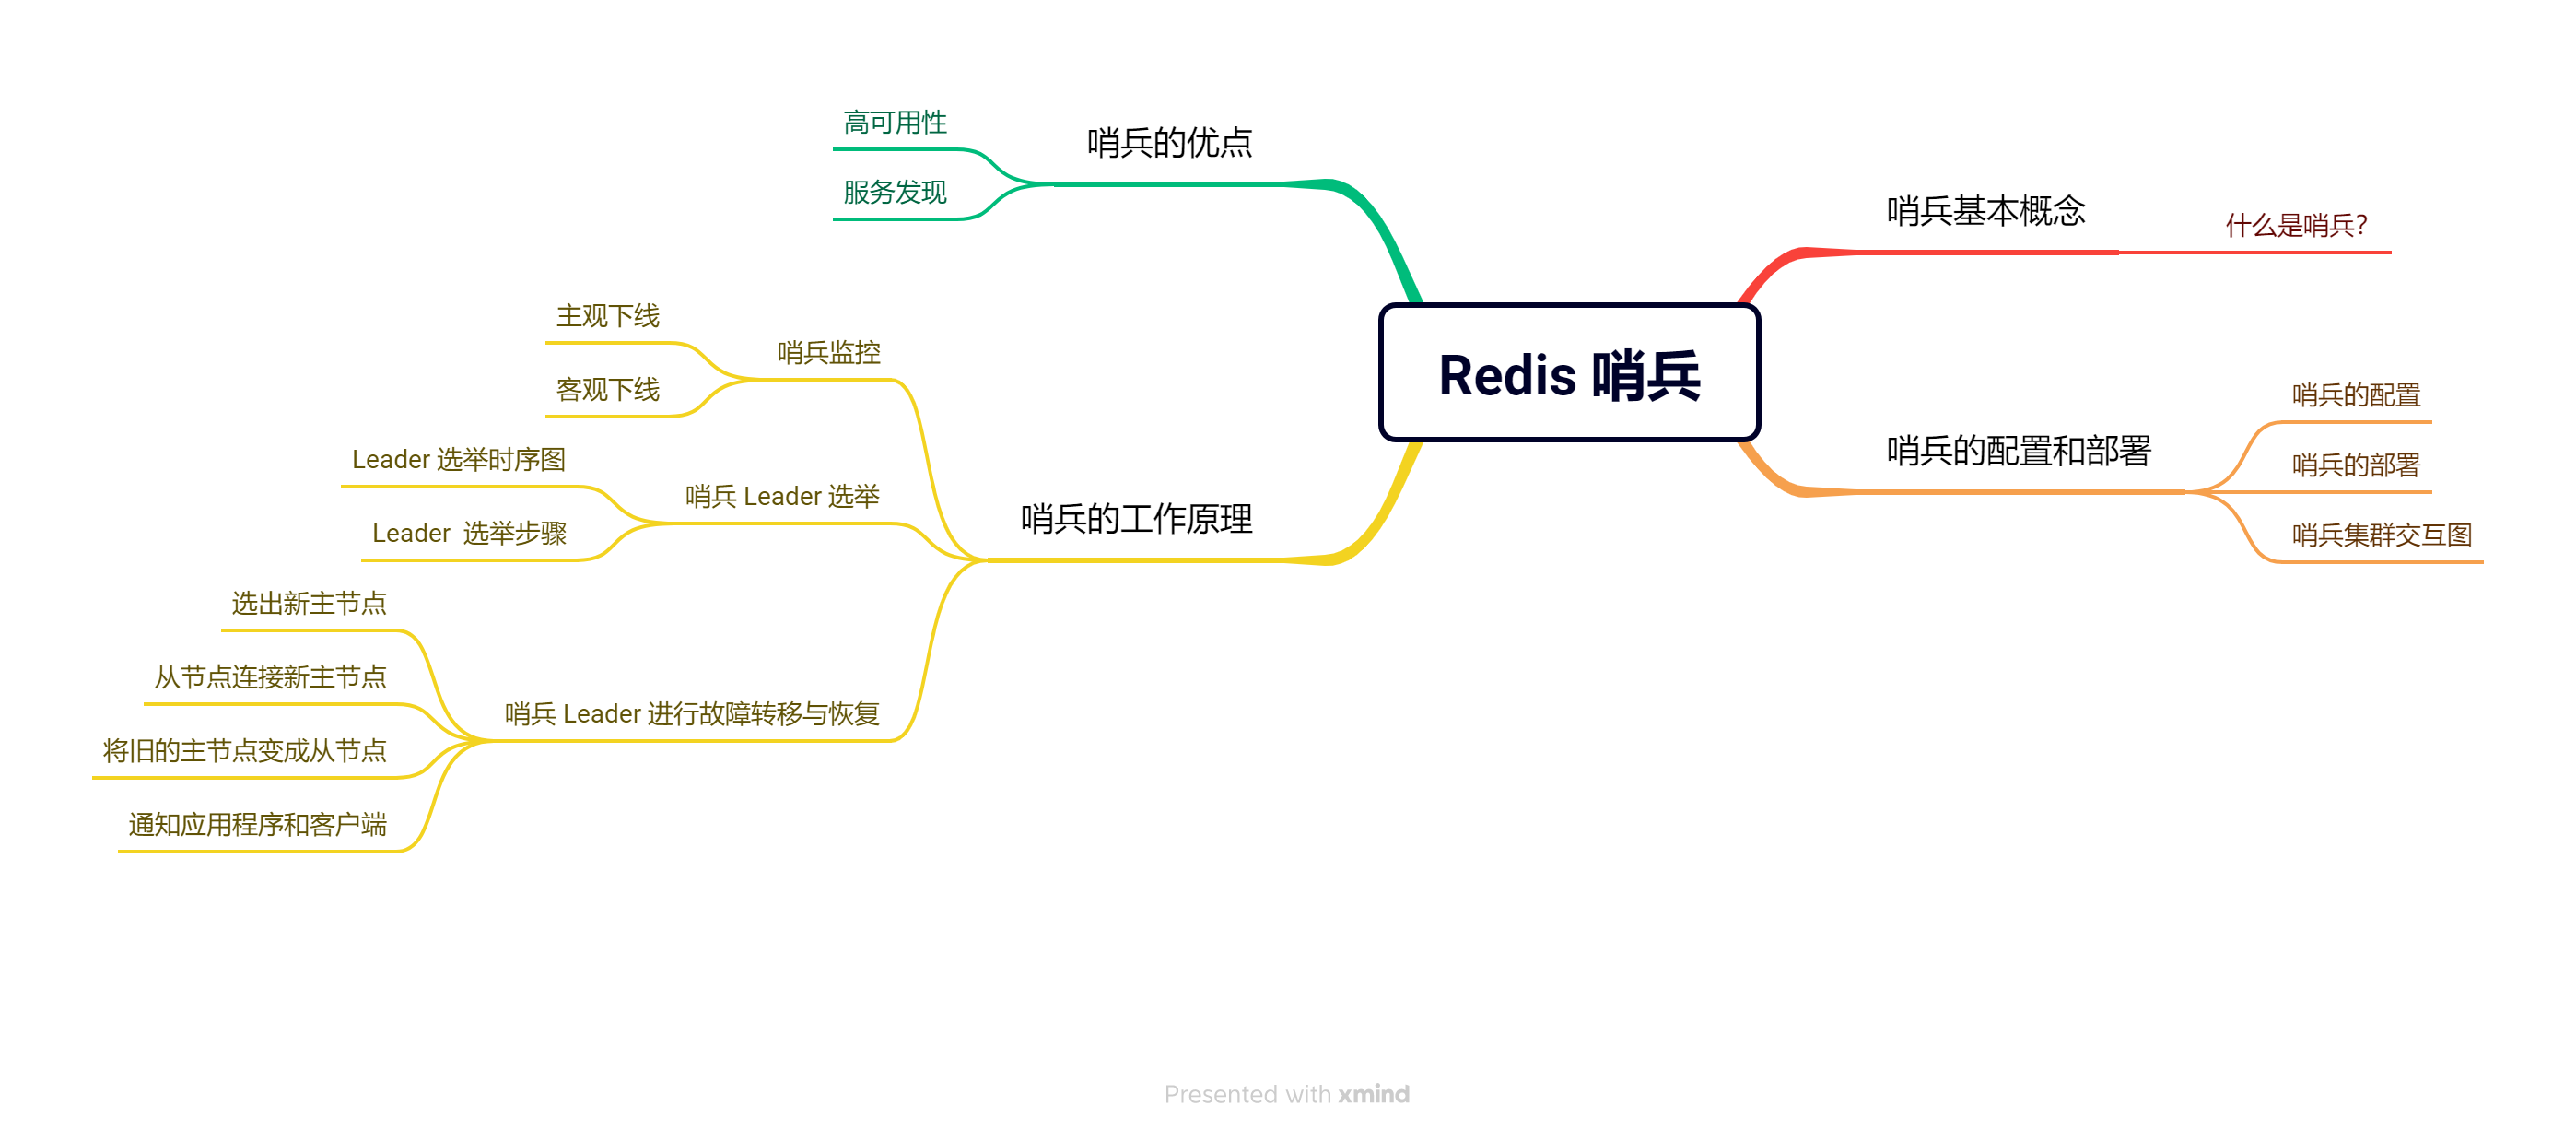 Redis 哨兵
哨兵基本概念
什么是哨兵？
哨兵的配置和部署
哨兵的配置
哨兵的部署
哨兵集群交互图
哨兵的优点
高可用性
服务发现
哨兵的工作原理
哨兵监控
主观下线
客观下线
哨兵 Leader 选举
Leader 选举时序图
Leader  选举步骤
哨兵 Leader 进行故障转移与恢复
选出新主节点
从节点连接新主节点
将旧的主节点变成从节点
通知应用程序和客户端
Presented with xmind